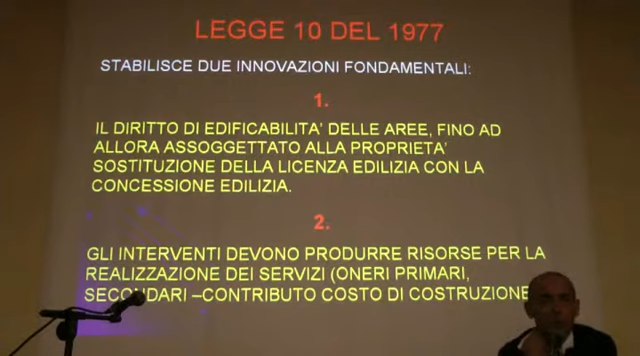 LEGGE 10 DEL 1977
STABILISCE DUE INNOVAZIONI FONDAMENTALI:
1.
IL DIRITTO DI EDIFICABILITA' DELLE AREE, FINO AD
ALLORA ASSOGGETTATO ALLA PROPRIETA'
SOSTITUZIONE DELLA LICENZA EDILIZIA CON LA
CONCESSIONE EDILIZIA.
2.
GLI INTERVENTI DEVONO PRODURRE RISORSE PER LA
REALIZZAZIONE DEI SERVIZI (ONERI PRIMARI,
SECONDARI –CONTRIBUTO COSTO DI COSTRUZIONE